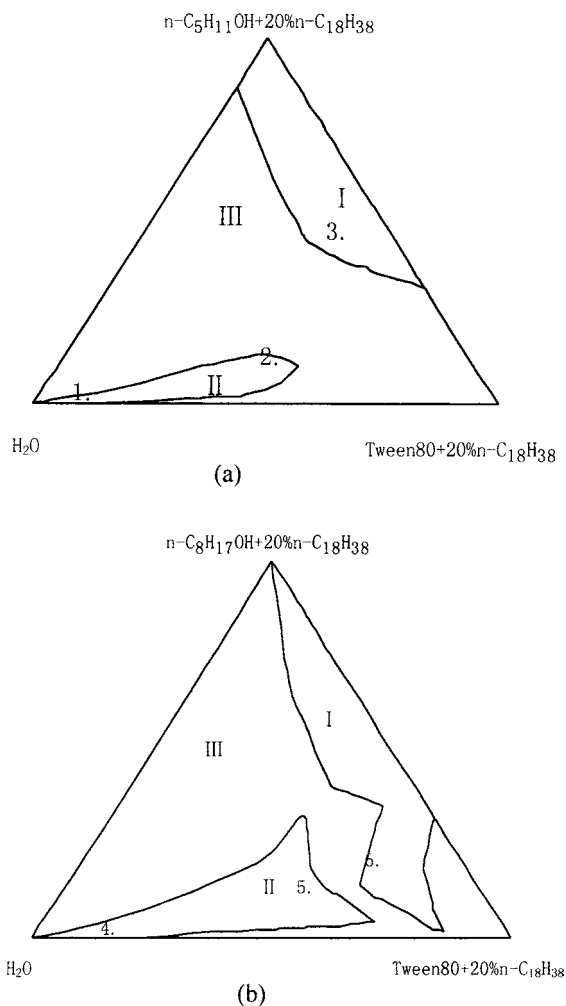 n-C₅H₁₁OH+20%n-C₁₈H₃₈
I
III
3.
2.
1.
II
H₂O
Tween80+20%n-C₁₈H₃₈
(a)
n-C₈H₁₇OH+20%n-C₁₈H₃₈
I
III
6.
II
5.
4.
H₂O
Tween80+20%n-C₁₈H₃₈
(b)